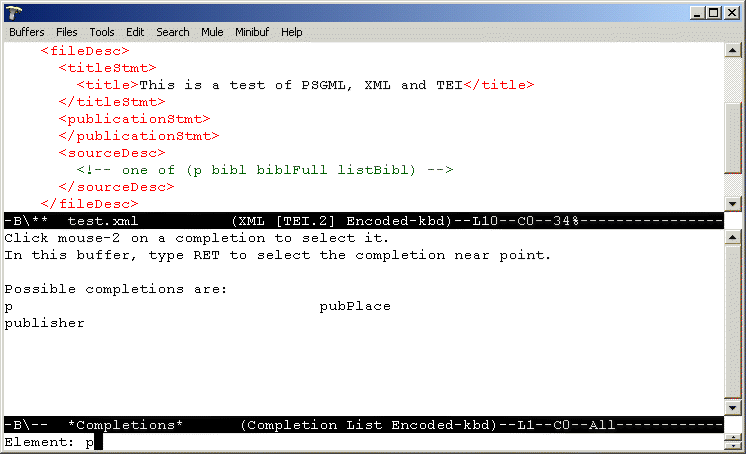 Buffers Files Tools Edit Search Mule Minibuf Help
<fileDesc>
<titleStmt>
<title>This is a test of PSGML, XML and TEI</title>
</titleStmt>
<publicationStmt>
</publicationStmt>
<sourceDesc>
<!-- one of (p bibl biblFull listBibl) -->
</sourceDesc>
</fileDesc>
-B\** test.xml (XML [TEI.2] Encoded-kbd)--L10--C0--34%----------------
Click mouse-2 on a completion to select it.
In this buffer, type RET to select the completion near point.
Possible completions are:
p pubPlace
publisher
-B\-- *Completions* (Completion List Encoded-kbd)--L1--C0--All------------
Element: p